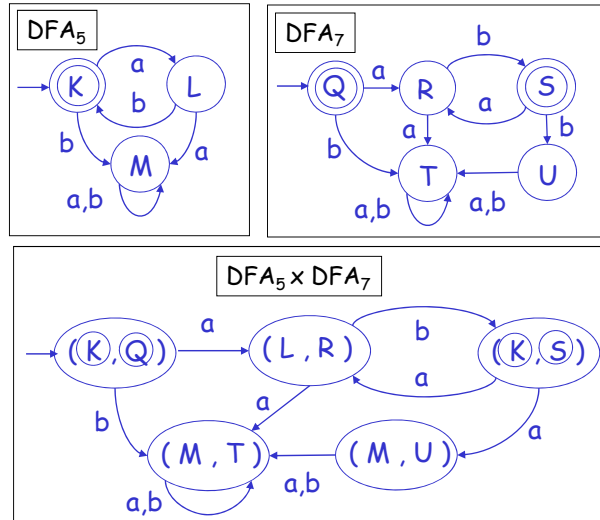 DFA5
K
a
L
b
b
M
a
a,b
DFA7
Q
a
R
b
S
a
a
b
b
T
U
a,b
a,b
DFA5 x DFA7
(K,Q)
a
(L,R)
b
(K,S)
a
b
a
a
(M,T)
(M,U)
a,b
a,b